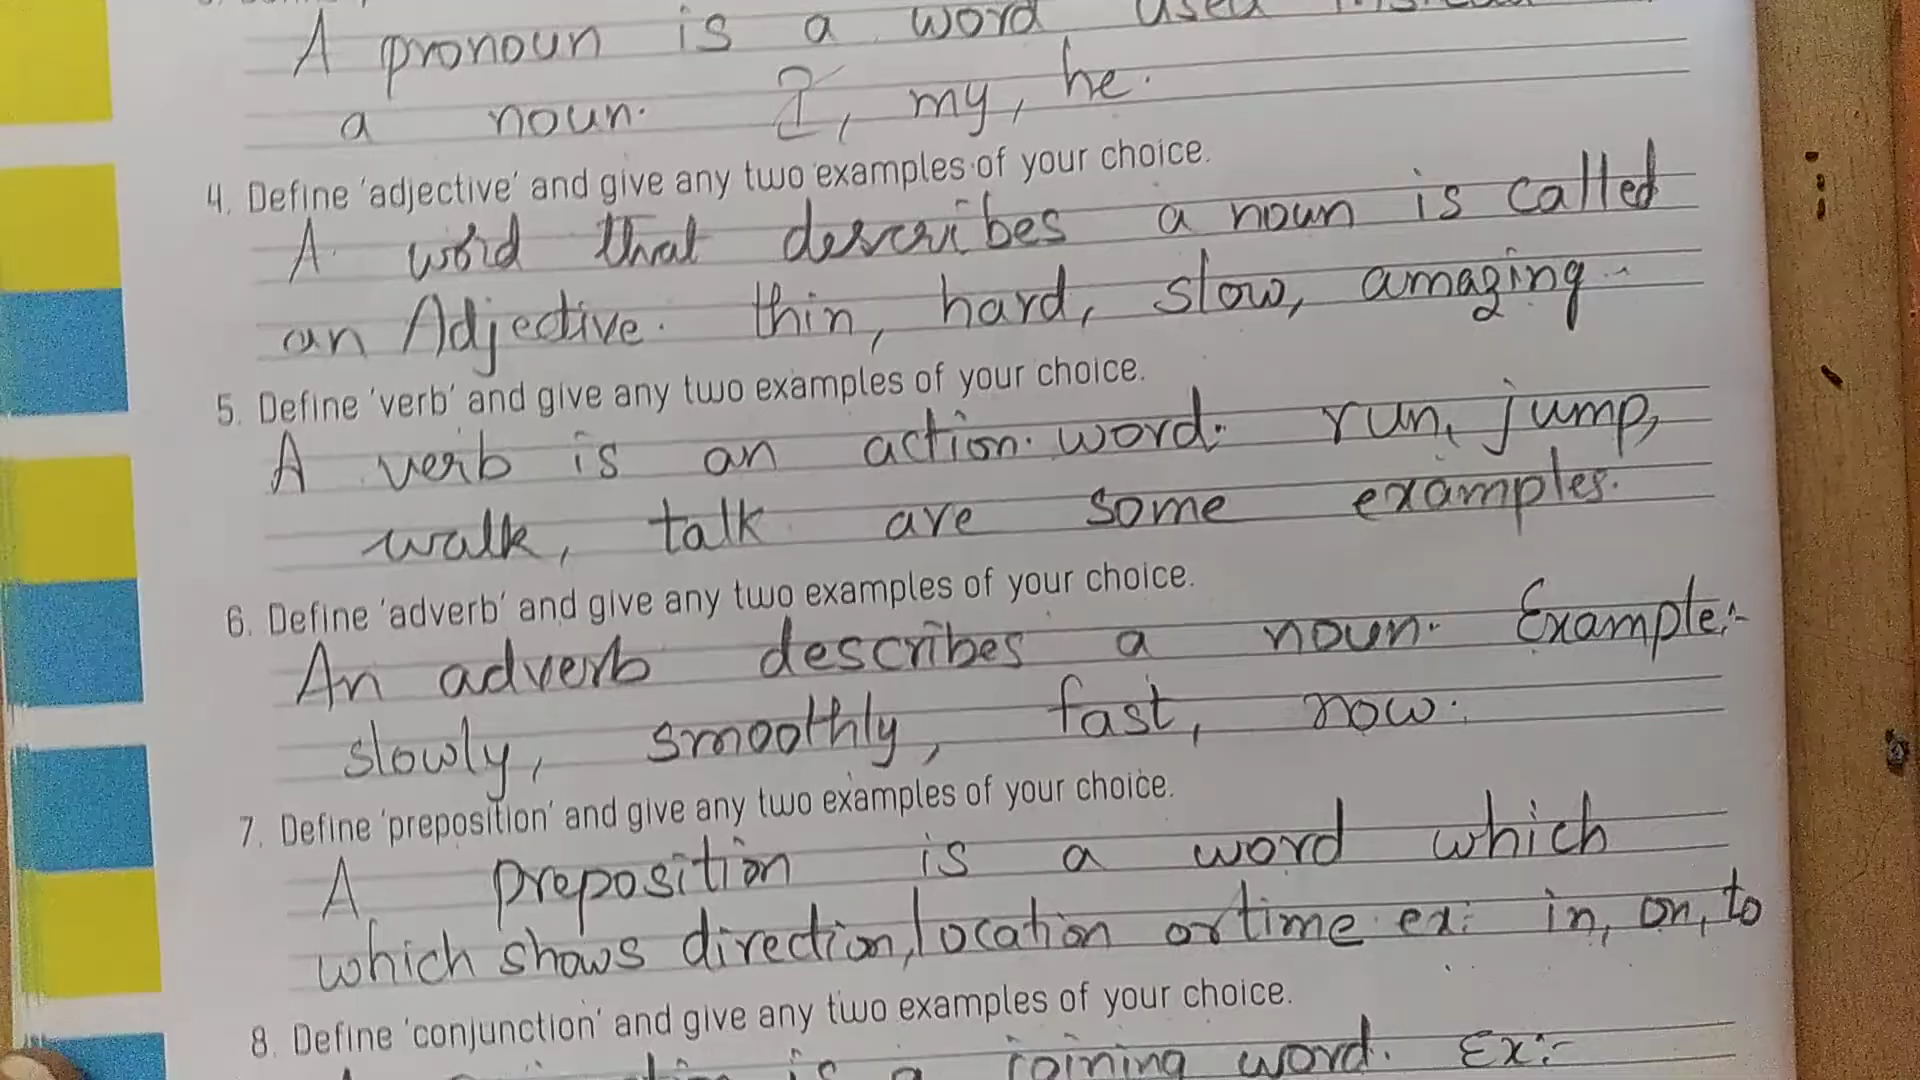 A pronoun is a word used instead
a noun. I, my, he.
4. Define 'adjective' and give any two examples of your choice.
A word that describes a noun is called
an Adjective. thin, hard, slow, amazing.
5. Define 'verb' and give any two examples of your choice.
A verb is an action word. run, jump,
walk, talk are some examples.
6. Define 'adverb' and give any two examples of your choice.
An adverb describes a noun. Example:-
slowly, smoothly, fast, now.
7. Define 'preposition' and give any two examples of your choice.
A preposition is a word which
which shows direction, location or time ex: in, on, to
8. Define 'conjunction' and give any two examples of your choice.
is a joining word. Ex:-